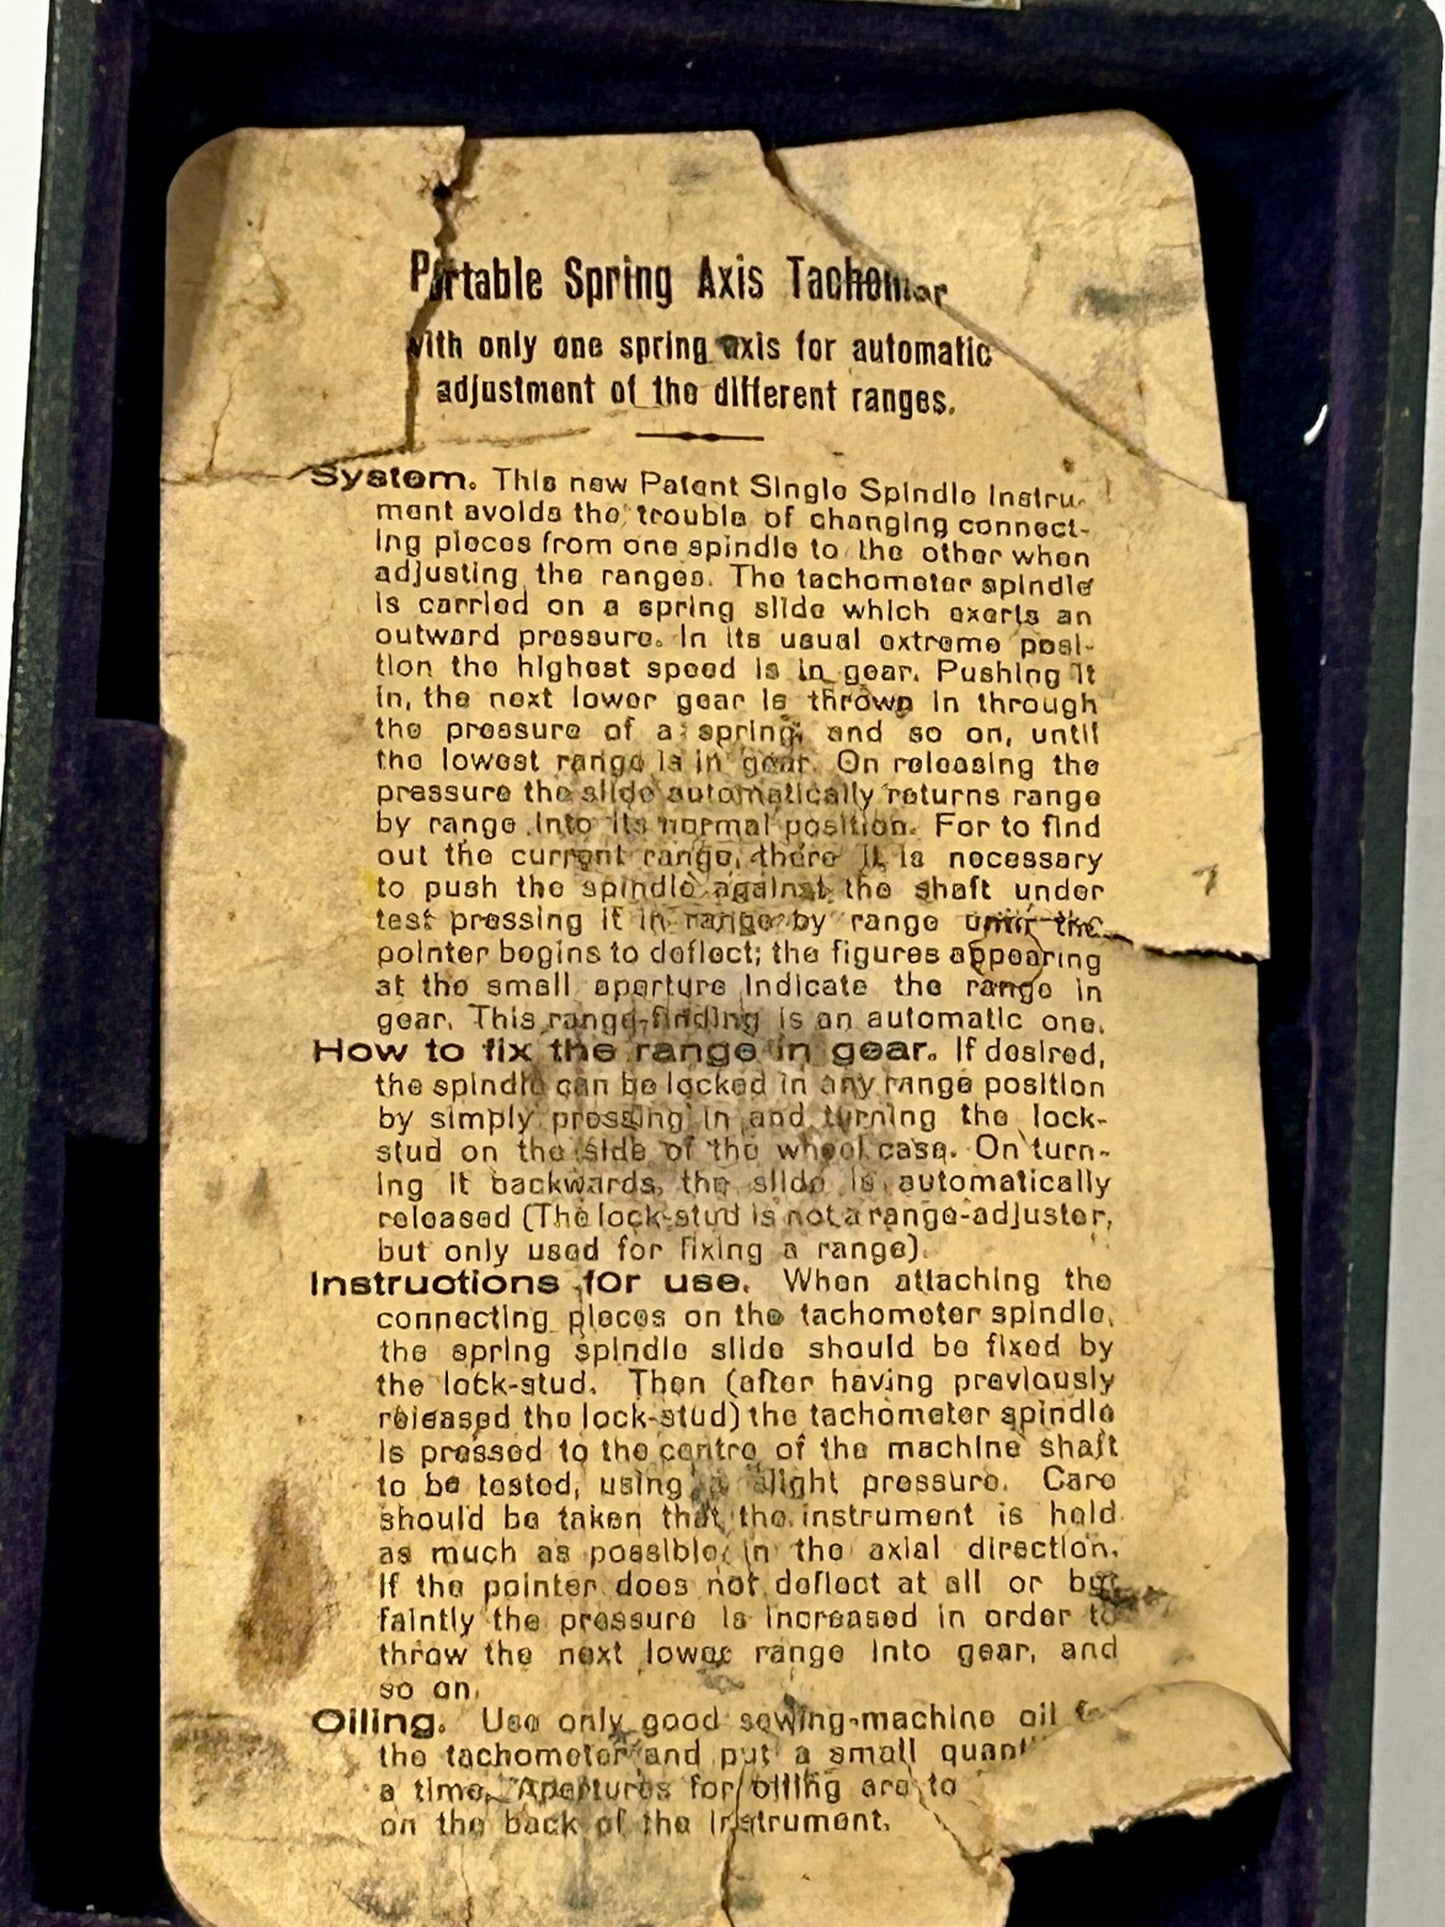 Portable Spring Axis Tachometer
with only one spring axis for automatic
adjustment of the different ranges.
System. This new Patent Single Spindle Instru-
ment avoids the trouble of changing connect-
ing pieces from one spindle to the other when
adjusting the ranges. The tachometer spindle
is carried on a spring slide which exerts an
outward pressure. In its usual extreme posi-
tion the highest speed is in gear. Pushing it
in, the next lower gear is thrown in through
the pressure of a spring, and so on, until
the lowest range is in gear. On releasing the
pressure the slide automatically returns range
by range into its normal position. For to find
out the current range, there it is necessary
to push the spindle against the shaft under
test pressing it in range by range until the
pointer begins to deflect; the figures appearing
at the small aperture indicate the range in
gear. This range-finding is an automatic one.
How to fix the range in gear. If desired,
the spindle can be locked in any range position
by simply pressing in and turning the lock-
stud on the side of the wheel case. On turn-
ing it backwards, the slide is automatically
released (The lock-stud is not a range-adjuster,
but only used for fixing a range).
Instructions for use. When attaching the
connecting pieces on the tachometer spindle,
the spring spindle slide should be fixed by
the lock-stud. Then (after having previously
released the lock-stud) the tachometer spindle
is pressed to the centre of the machine shaft
to be tested, using a slight pressure. Care
should be taken that the instrument is held
as much as possible in the axial direction.
If the pointer does not deflect at all or but
faintly the pressure is increased in order to
throw the next lower range into gear, and
so on.
Oiling. Use only good sewing-machine oil
the tachometer and put a small
a time. Apertures for oiling are to
on the back of the instrument.